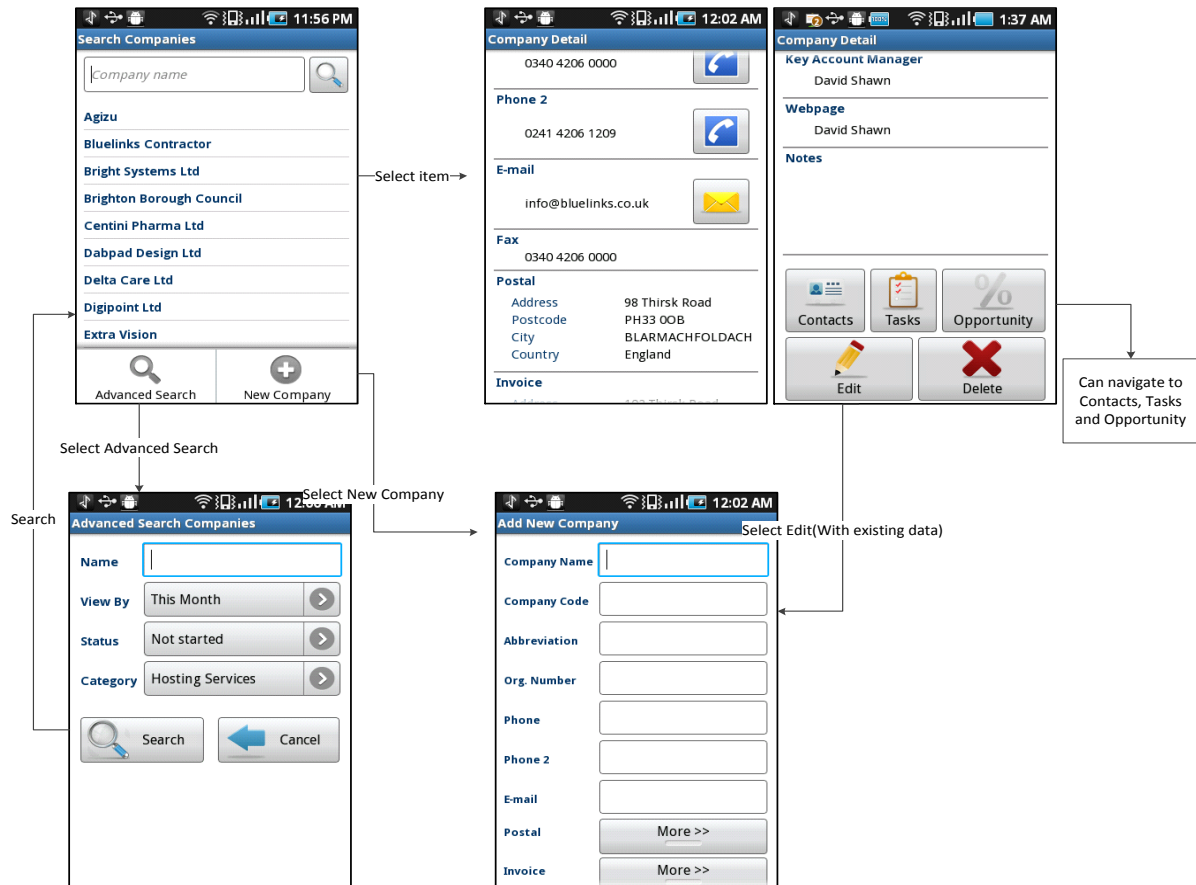 11:56 PM
Search Companies
Company name
Agizu
Bluelinks Contractor
Bright Systems Ltd
Brighton Borough Council
Centini Pharma Ltd
Dabpad Design Ltd
Delta Care Ltd
Digipoint Ltd
Extra Vision
Advanced Search
New Company
Select item
12:02 AM
Company Detail
0340 4206 0000
Phone 2
0241 4206 1209
E-mail
info@bluelinks.co.uk
Fax
0340 4206 0000
Postal
Address 98 Thirsk Road
Postcode PH33 0OB
City BLARMACHFOLDACH
Country England
Invoice
2 100% 1:37 AM
Company Detail
Key Account Manager
David Shawn
Webpage
David Shawn
Notes
Contacts
Tasks
Opportunity
Edit
Delete
Can navigate to
Contacts, Tasks
and Opportunity
Select Advanced Search
Search
Select New Company
Select Edit(With existing data)
Advanced Search Companies
Name
View By This Month
Status Not started
Category Hosting Services
Search
Cancel
12:02 AM
Add New Company
Company Name
Company Code
Abbreviation
Org. Number
Phone
Phone 2
E-mail
Postal More >>
Invoice More >>